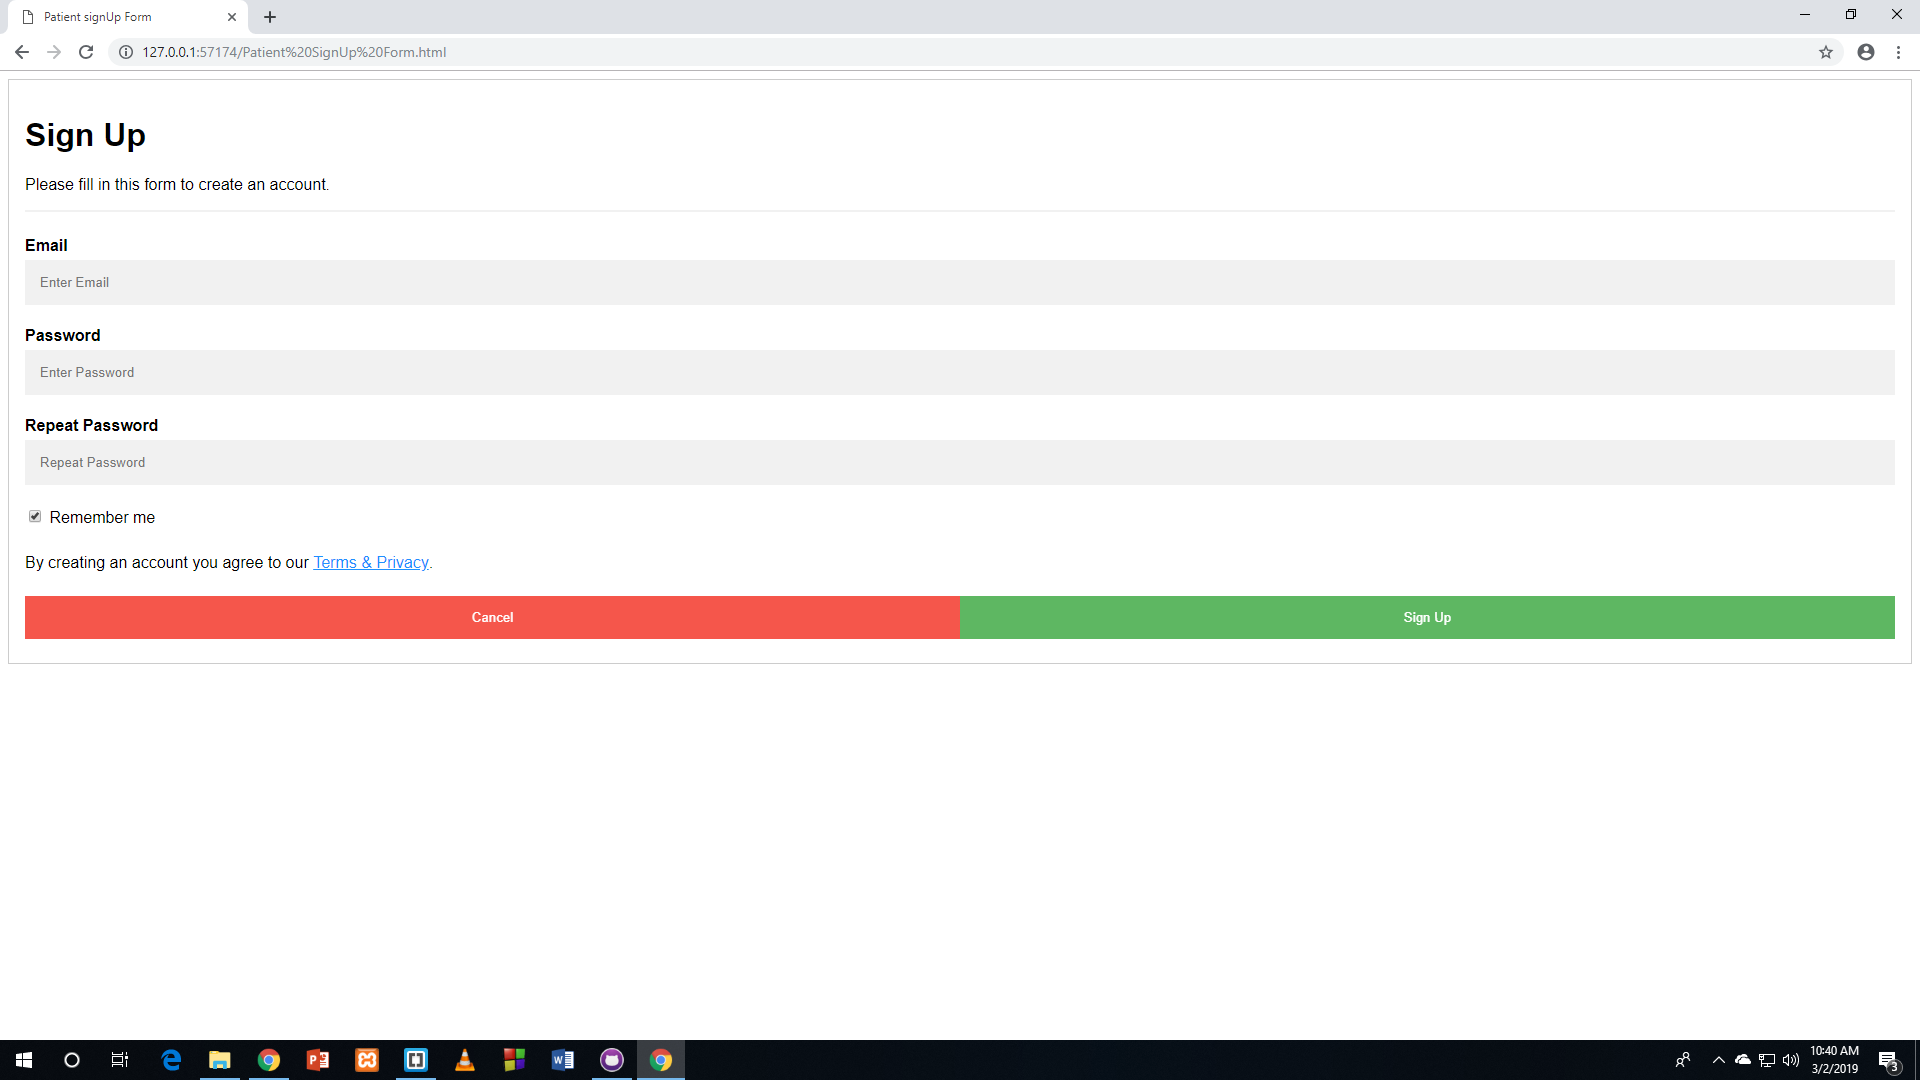 Patient signUp Form
127.0.0.1:57174/Patient%20SignUp%20Form.html
Sign Up
Please fill in this form to create an account.
Email
Enter Email
Password
Enter Password
Repeat Password
Repeat Password
Remember me
By creating an account you agree to our Terms & Privacy.
Cancel
Sign Up
10:40 AM
3/2/2019
3